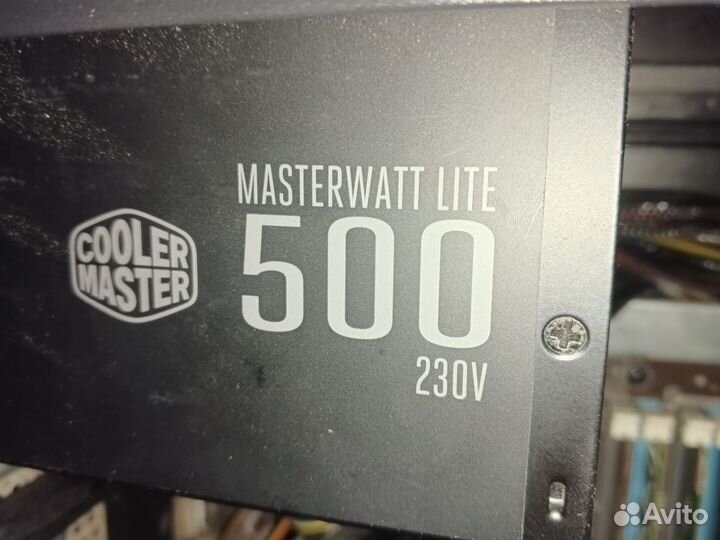 MASTERWATT LITE
COOLER
MASTER
500
230V
Avito